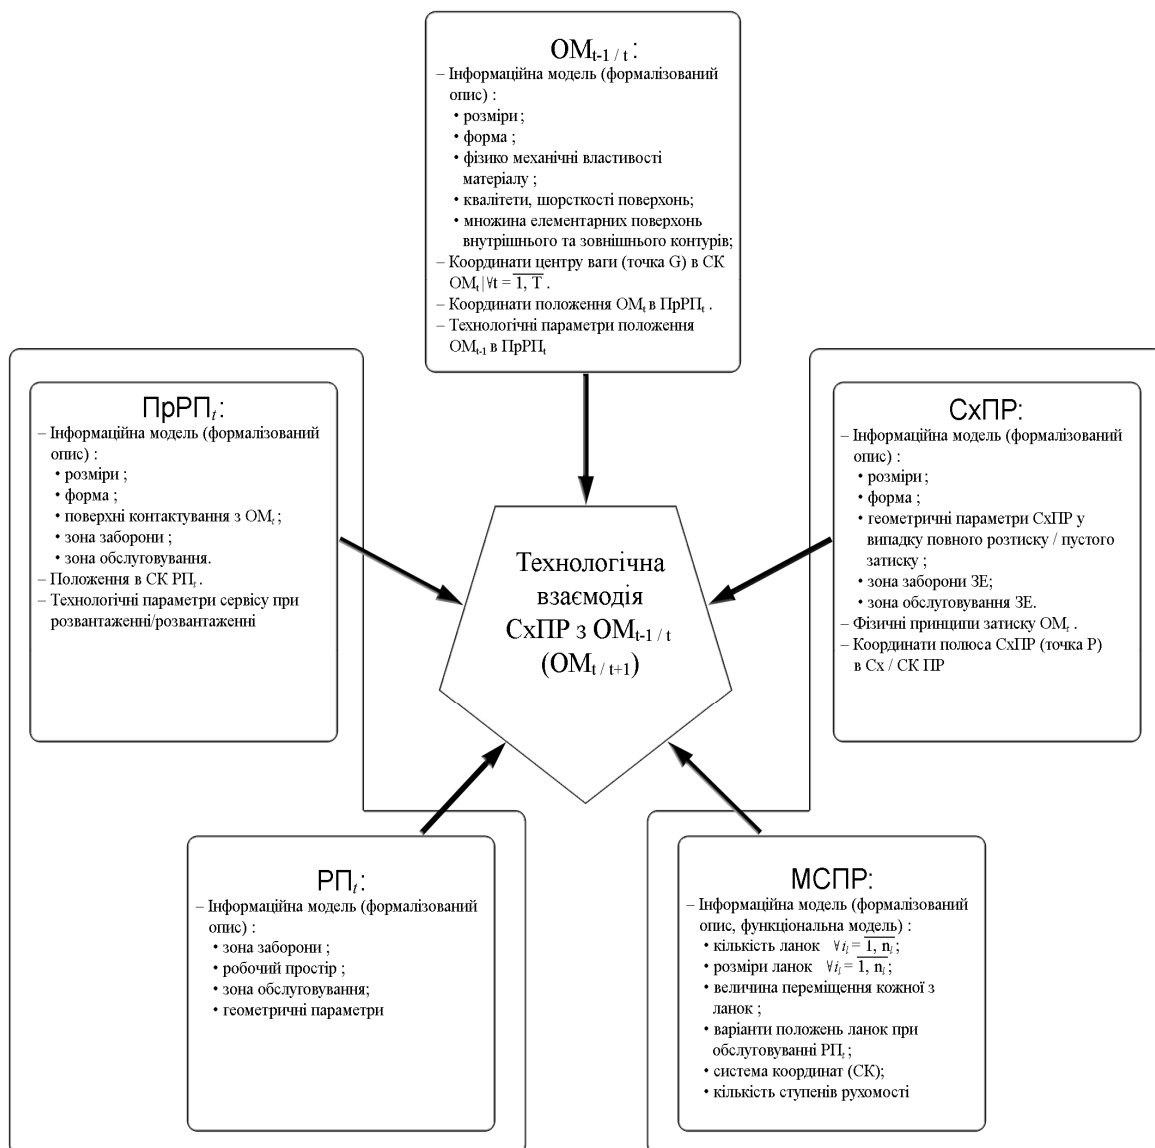 ОМt-1 / t :
– Інформаційна модель (формалізований
опис) :
• розміри ;
• форма ;
• фізико механічні властивості
матеріалу ;
• квалітети, шорсткості поверхонь;
• множина елементарних поверхонь
внутрішнього та зовнішнього контурів;
– Координати центру ваги (точка G) в СК
ОМt |∀t = 1, T .
– Координати положення ОМt в ПрРПt .
– Технологічні параметри положення
ОМt-1 в ПрРПt
ПрРПt :
– Інформаційна модель (формалізований
опис) :
• розміри ;
• форма ;
• поверхні контактування з ОМt;
• зона заборони ;
• зона обслуговування.
– Положення в СК РПt .
– Технологічні параметри сервісу при
розвантаженні/розвантаженні
СхПР:
– Інформаційна модель (формалізований
опис) :
• розміри ;
• форма ;
• геометричні параметри СхПР у
випадку повного розтиску / пустого
затиску ;
• зона заборони ЗЕ;
• зона обслуговування ЗЕ.
– Фізичні принципи затиску ОМt .
– Координати полюса СхПР (точка Р)
в Сх / СК ПР
Технологічна
взаємодія
СхПР з ОМt-1 / t
(ОМt / t+1)
РПt :
– Інформаційна модель (формалізований
опис) :
• зона заборони ;
• робочий простір ;
• зона обслуговування;
• геометричні параметри
МСПР:
– Інформаційна модель (формалізований
опис, функціональна модель) :
• кількість ланок ∀il = 1, nl;
• розміри ланок ∀il = 1, nl;
• величина переміщення кожної з
ланок ;
• варіанти положень ланок при
обслуговуванні РПt;
• система координат (СК);
• кількість ступенів рухомості